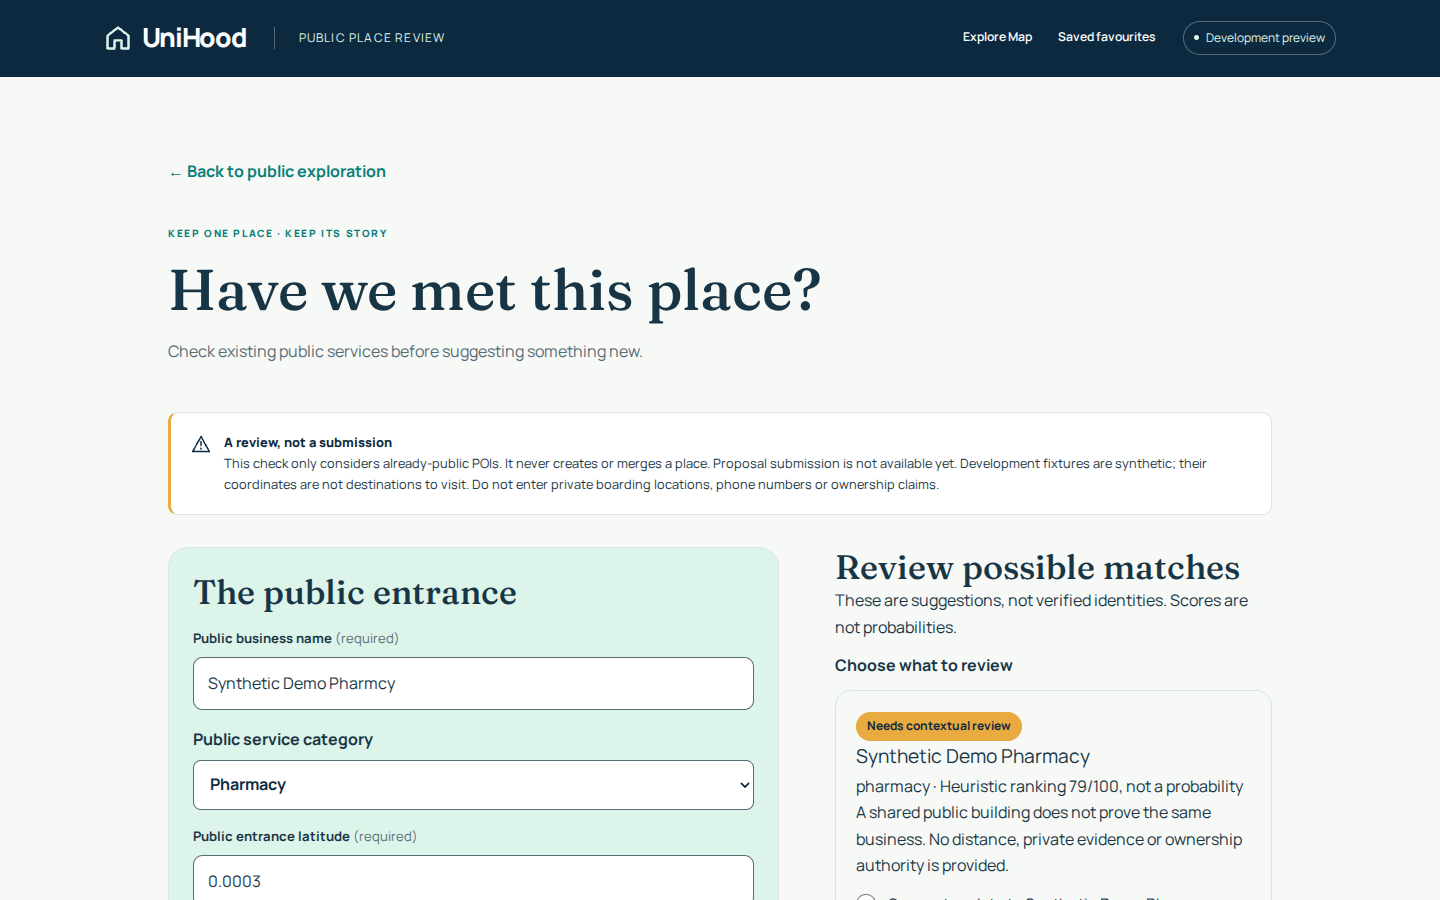 UniHood
PUBLIC PLACE REVIEW
Explore Map
Saved favourites
Development preview
← Back to public exploration
KEEP ONE PLACE · KEEP ITS STORY
Have we met this place?
Check existing public services before suggesting something new.
A review, not a submission
This check only considers already-public POIs. It never creates or merges a place. Proposal submission is not available yet. Development fixtures are synthetic; their
coordinates are not destinations to visit. Do not enter private boarding locations, phone numbers or ownership claims.
The public entrance
Public business name (required)
Synthetic Demo Pharmcy
Public service category
Pharmacy
Public entrance latitude (required)
0.0003
Review possible matches
These are suggestions, not verified identities. Scores are
not probabilities.
Choose what to review
Needs contextual review
Synthetic Demo Pharmacy
pharmacy · Heuristic ranking 79/100, not a probability
A shared public building does not prove the same
business. No distance, private evidence or ownership
authority is provided.